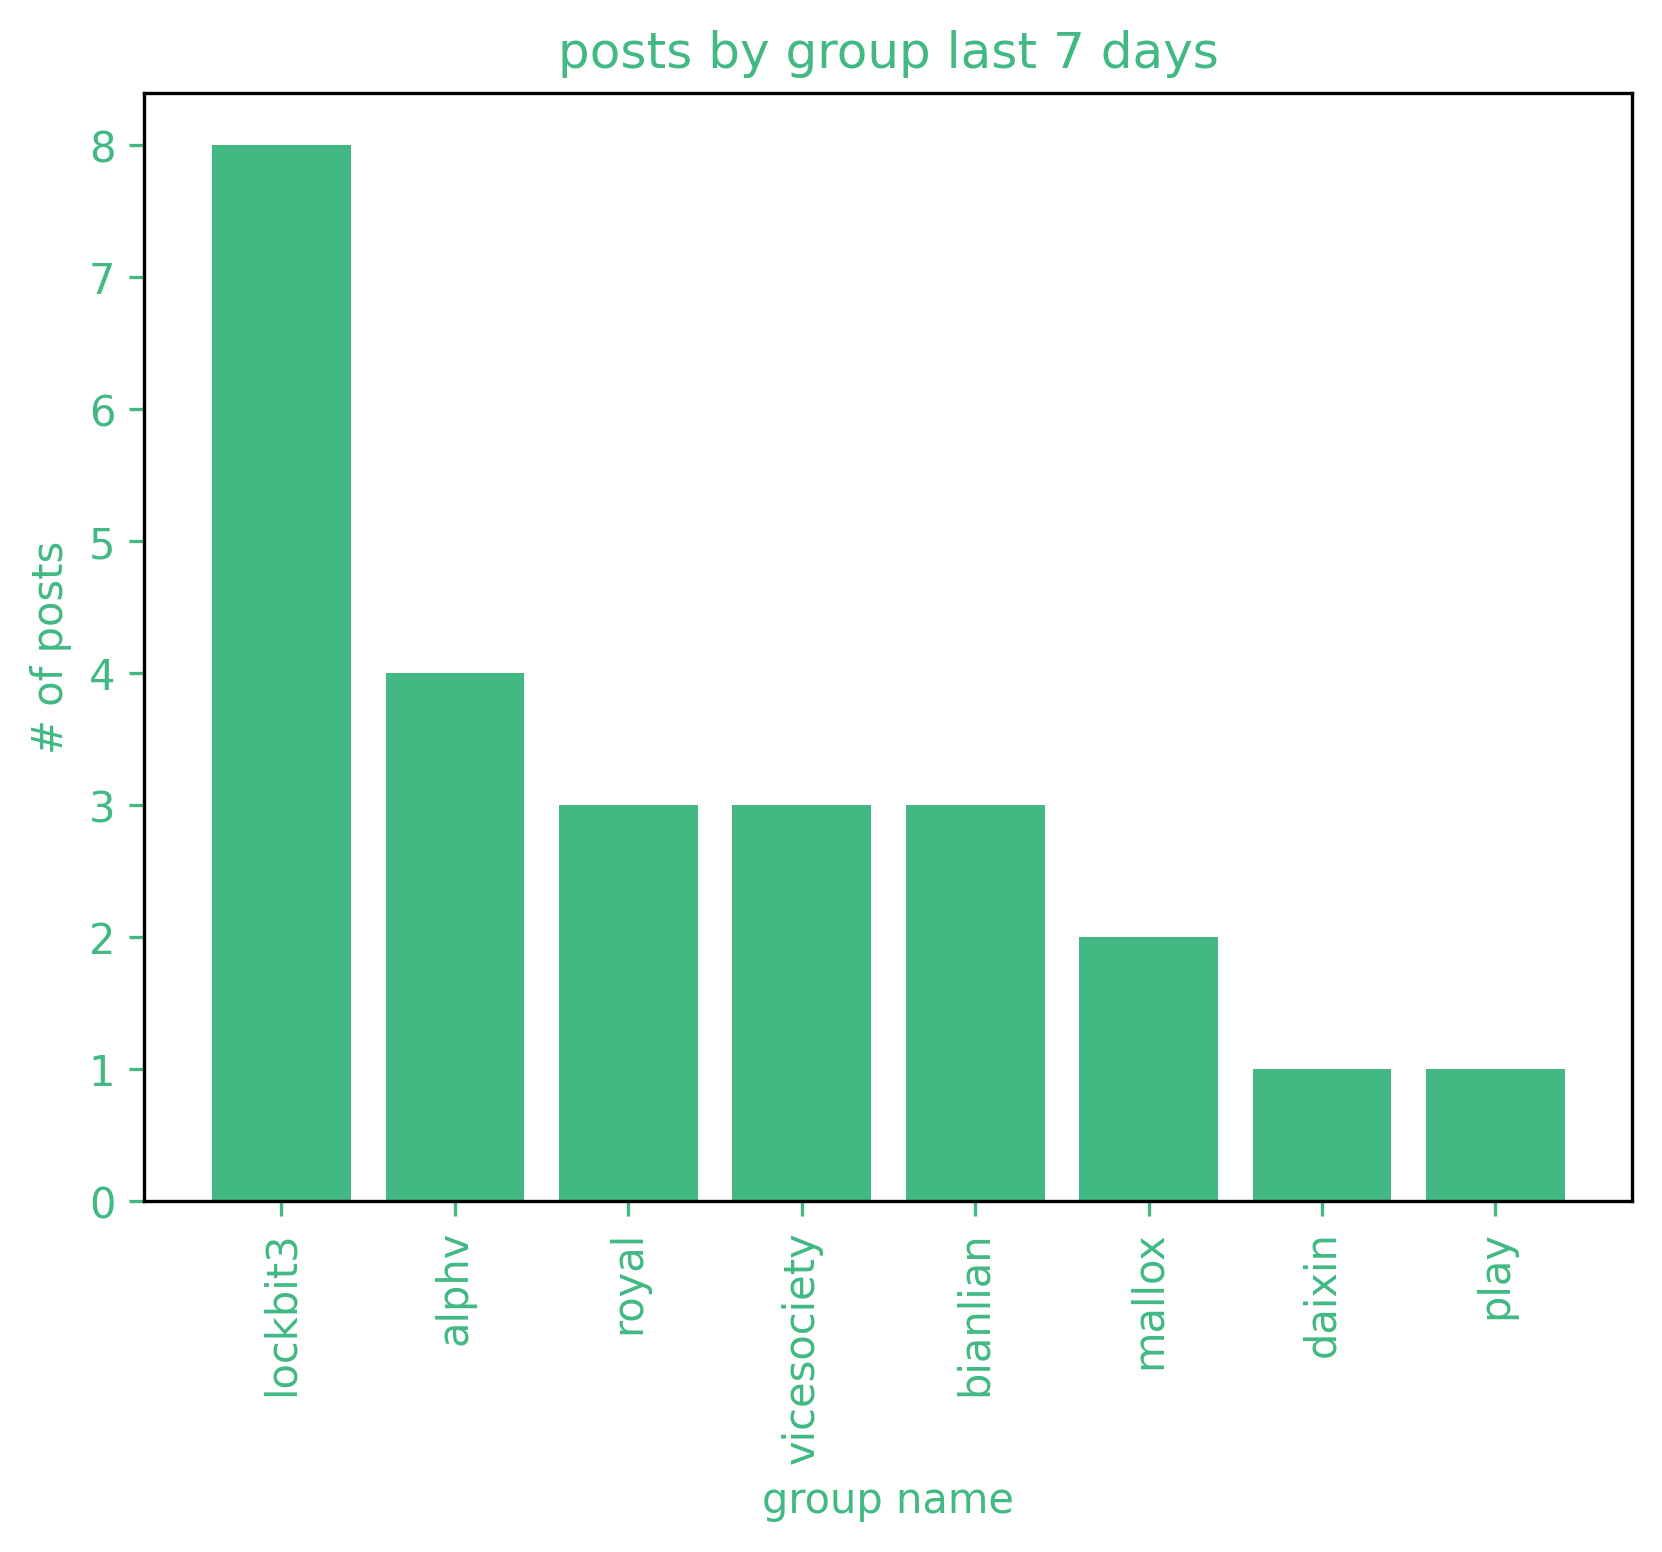 posts by group last 7 days
8
7
6
5
4
3
2
1
0
# of posts
lockbit3
alphv
royal
vicesociety
bianlian
mallox
daixin
play
group name